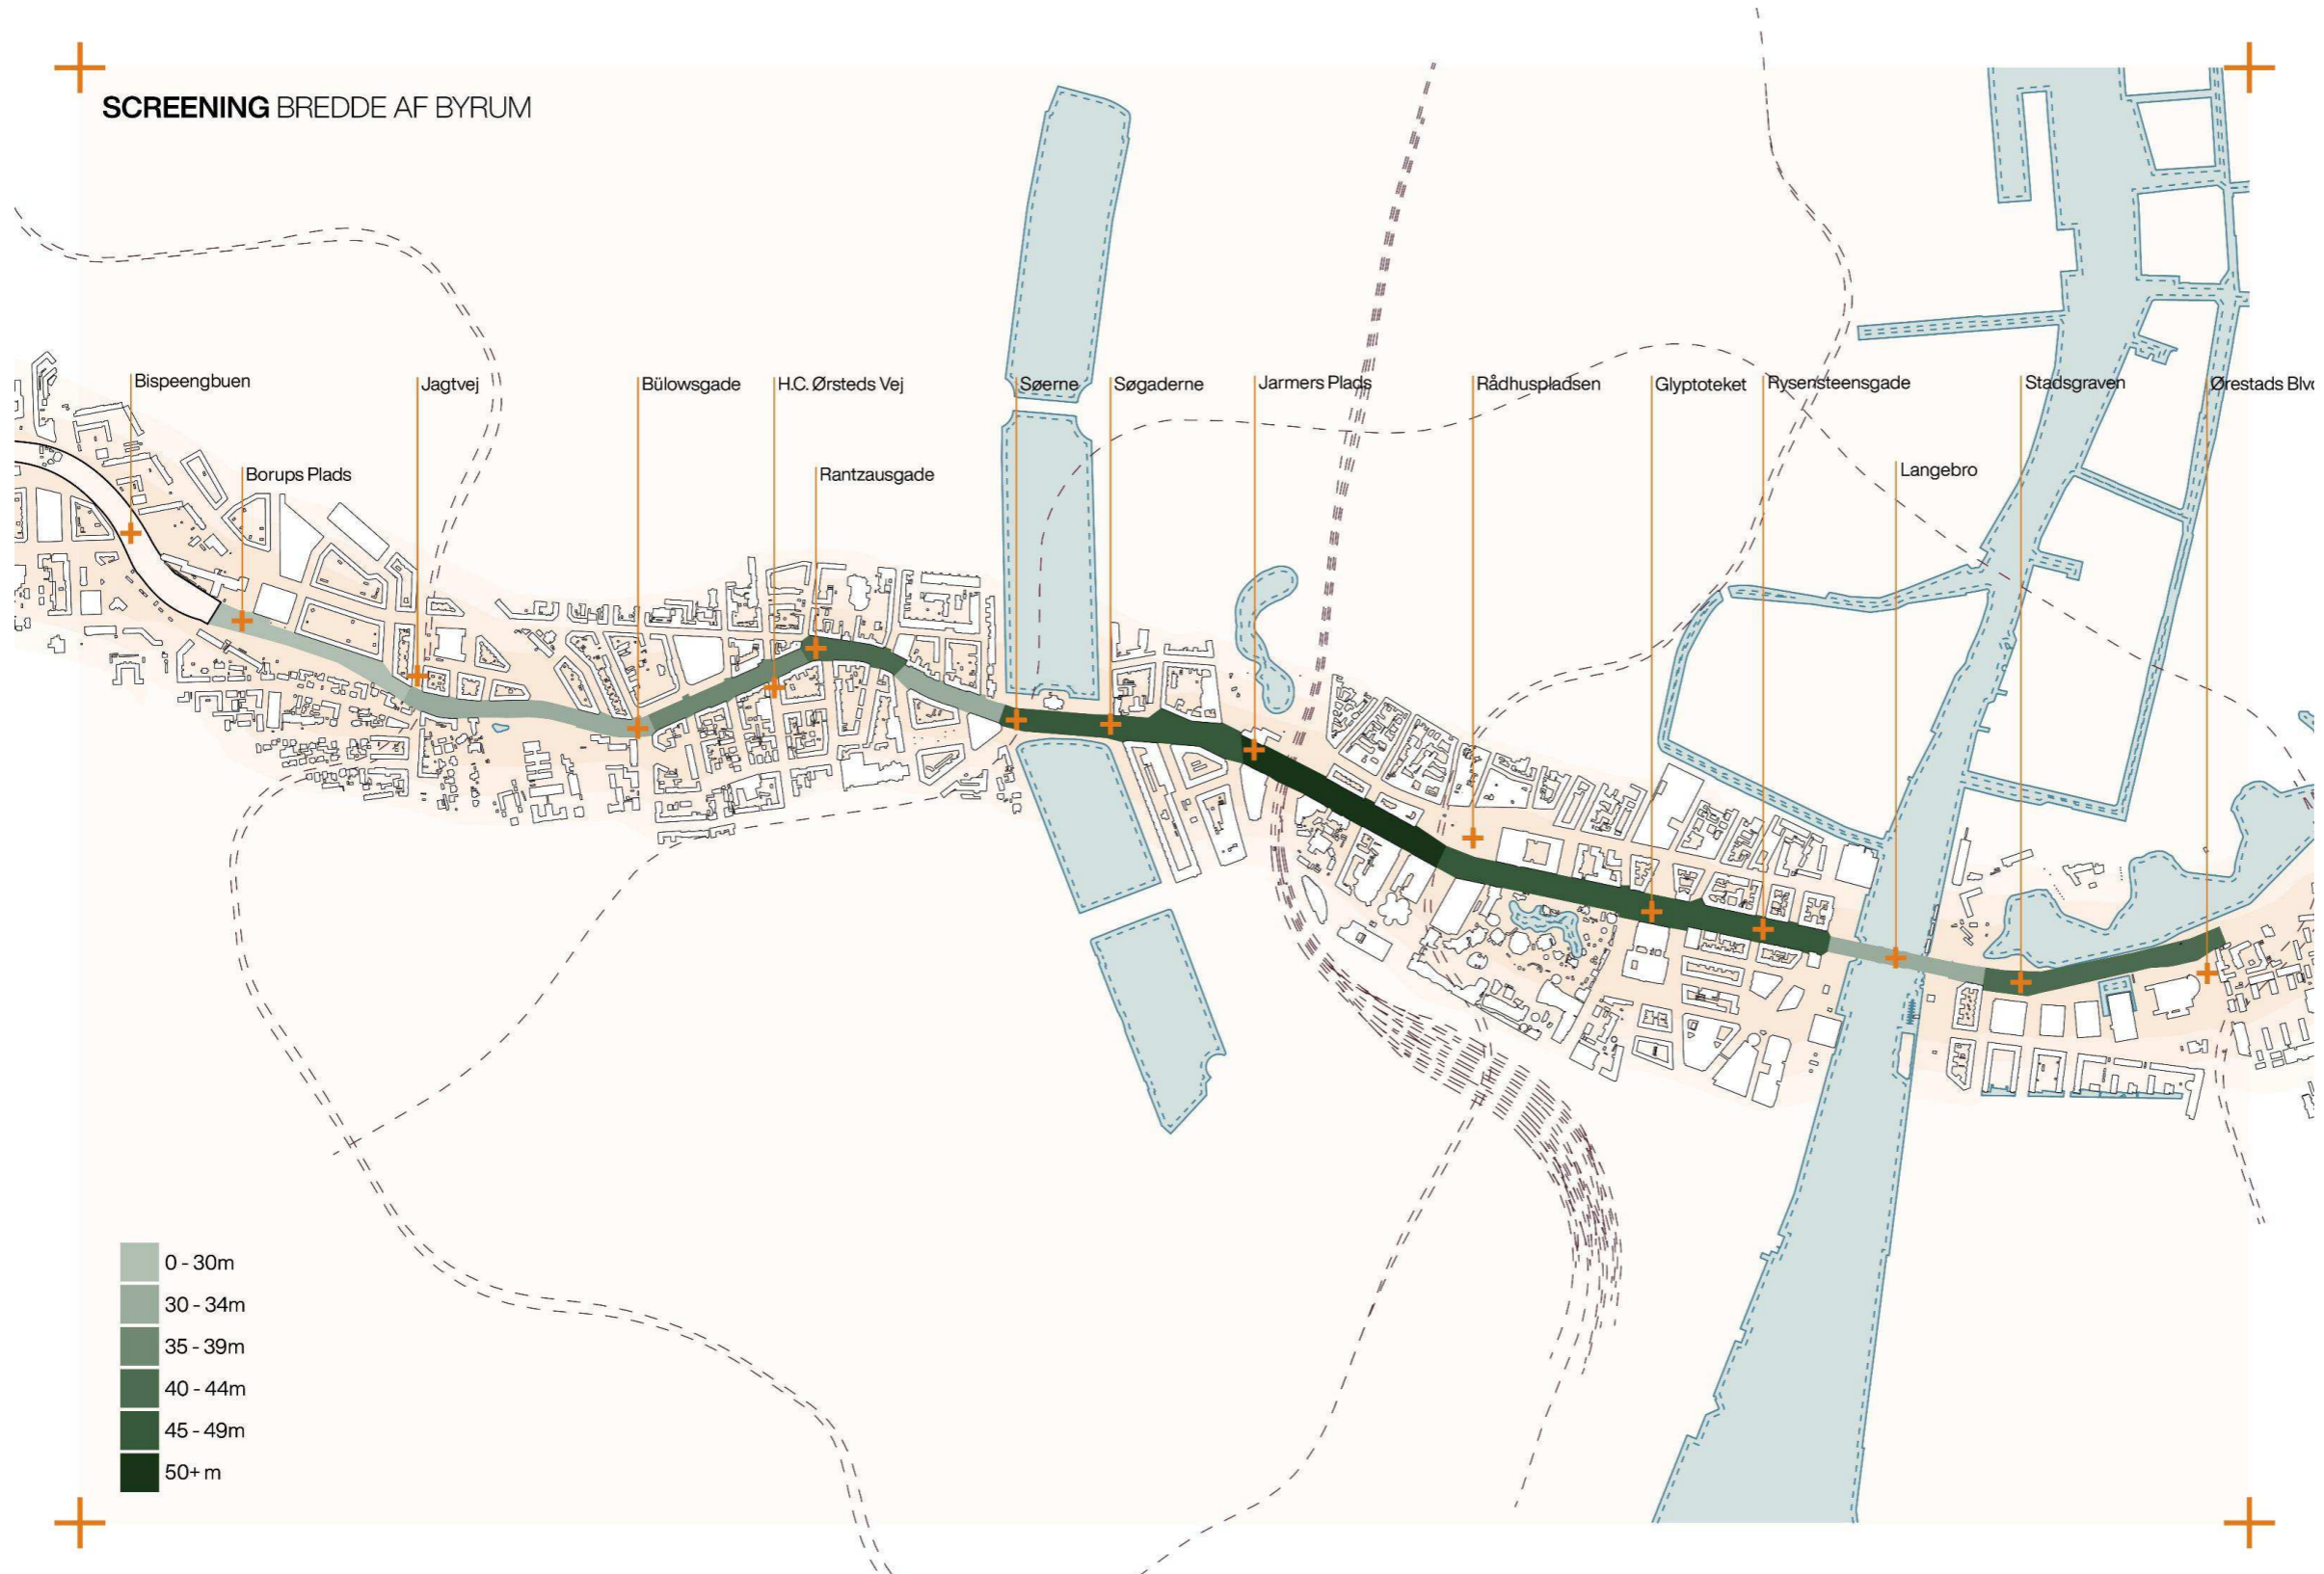 SCREENING BREDDE AF BYRUM
Bispeengbuen
Jagtvej
Bülowsgade
H.C. Ørsteds Vej
Søerne
Søgaderne
Jarmers Plads
Rådhuspladsen
Glyptoteket
Rysensteensgade
Stadsgraven
Ørestads Blvd
Borups Plads
Rantzausgade
Langebro
0 - 30m
30 - 34m
35 - 39m
40 - 44m
45 - 49m
50+ m